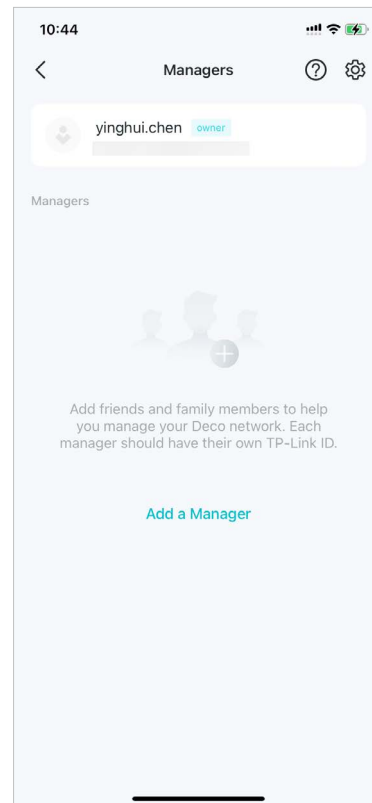 10:44
Managers
yinghui.chen owner
Managers
Add friends and family members to help
you manage your Deco network. Each
manager should have their own TP-Link ID.
Add a Manager